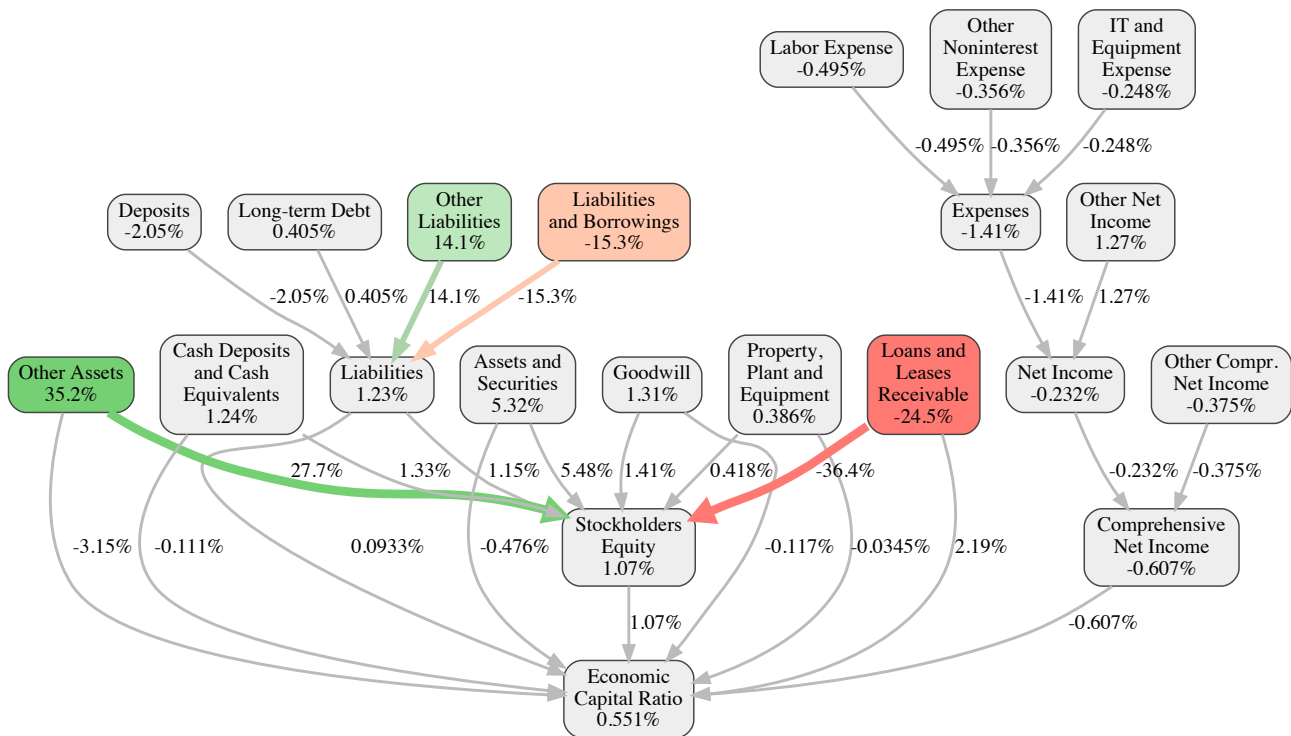 Labor Expense
-0.495%
Other
Noninterest
Expense
-0.356%
IT and
Equipment
Expense
-0.248%
-0.495%
-0.356%
-0.248%
Deposits
-2.05%
Long-term Debt
0.405%
Other
Liabilities
14.1%
Liabilities
and Borrowings
-15.3%
Expenses
-1.41%
Other Net
Income
1.27%
-2.05%
0.405%
14.1%
-15.3%
-1.41%
1.27%
Other Assets
35.2%
Cash Deposits
and Cash
Equivalents
1.24%
Liabilities
1.23%
Assets and
Securities
5.32%
Goodwill
1.31%
Property,
Plant and
Equipment
0.386%
Loans and
Leases
Receivable
-24.5%
Net Income
-0.232%
Other Compr.
Net Income
-0.375%
27.7%
1.33%
1.15%
5.48%
1.41%
0.418%
-36.4%
-0.232%
-0.375%
-3.15%
-0.111%
0.0933%
-0.476%
Stockholders
Equity
1.07%
-0.117%
-0.0345%
2.19%
Comprehensive
Net Income
-0.607%
1.07%
-0.607%
Economic
Capital Ratio
0.551%